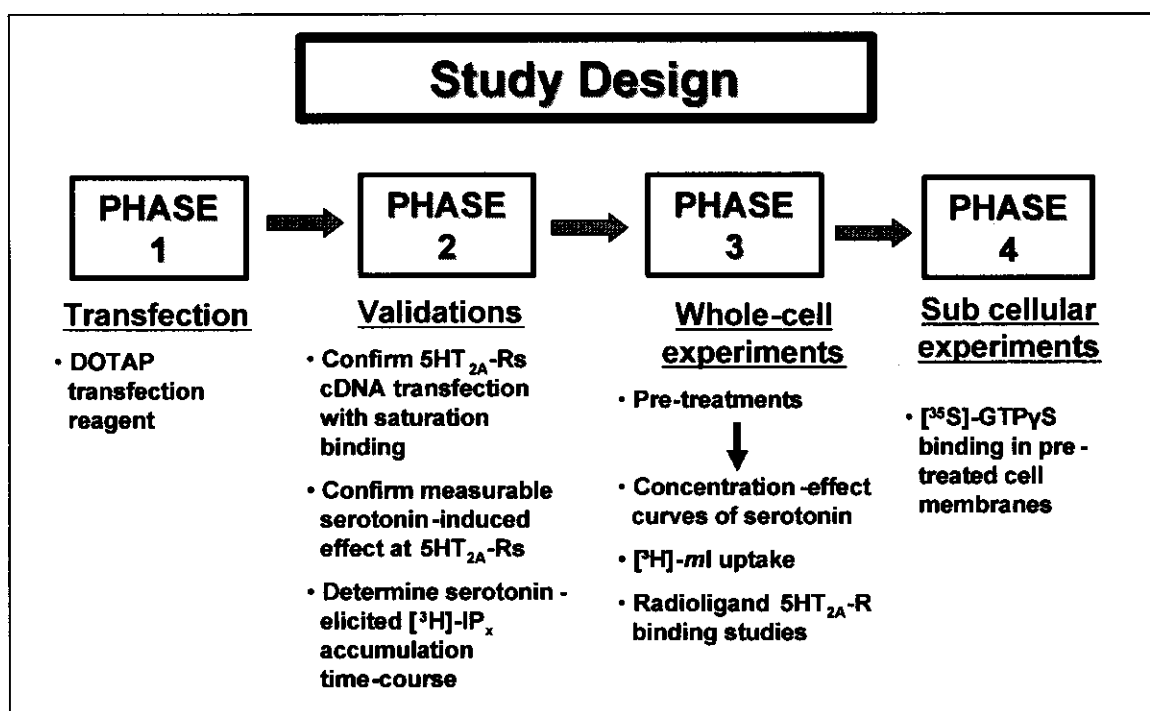 Study Design
PHASE
1
PHASE
2
PHASE
3
PHASE
4
Transfection
• DOTAP
transfection
reagent
Validations
• Confirm 5HT2A-Rs
cDNA transfection
with saturation
binding
• Confirm measurable
serotonin-induced
effect at 5HT2A-Rs
• Determine serotonin-
elicited [³H]-IPx
accumulation
time-course
Whole-cell
experiments
• Pre-treatments
• Concentration-effect
curves of serotonin
• [³H]-mI uptake
• Radioligand 5HT2A-R
binding studies
Sub cellular
experiments
• [³⁵S]-GTPγS
binding in pre-
treated cell
membranes